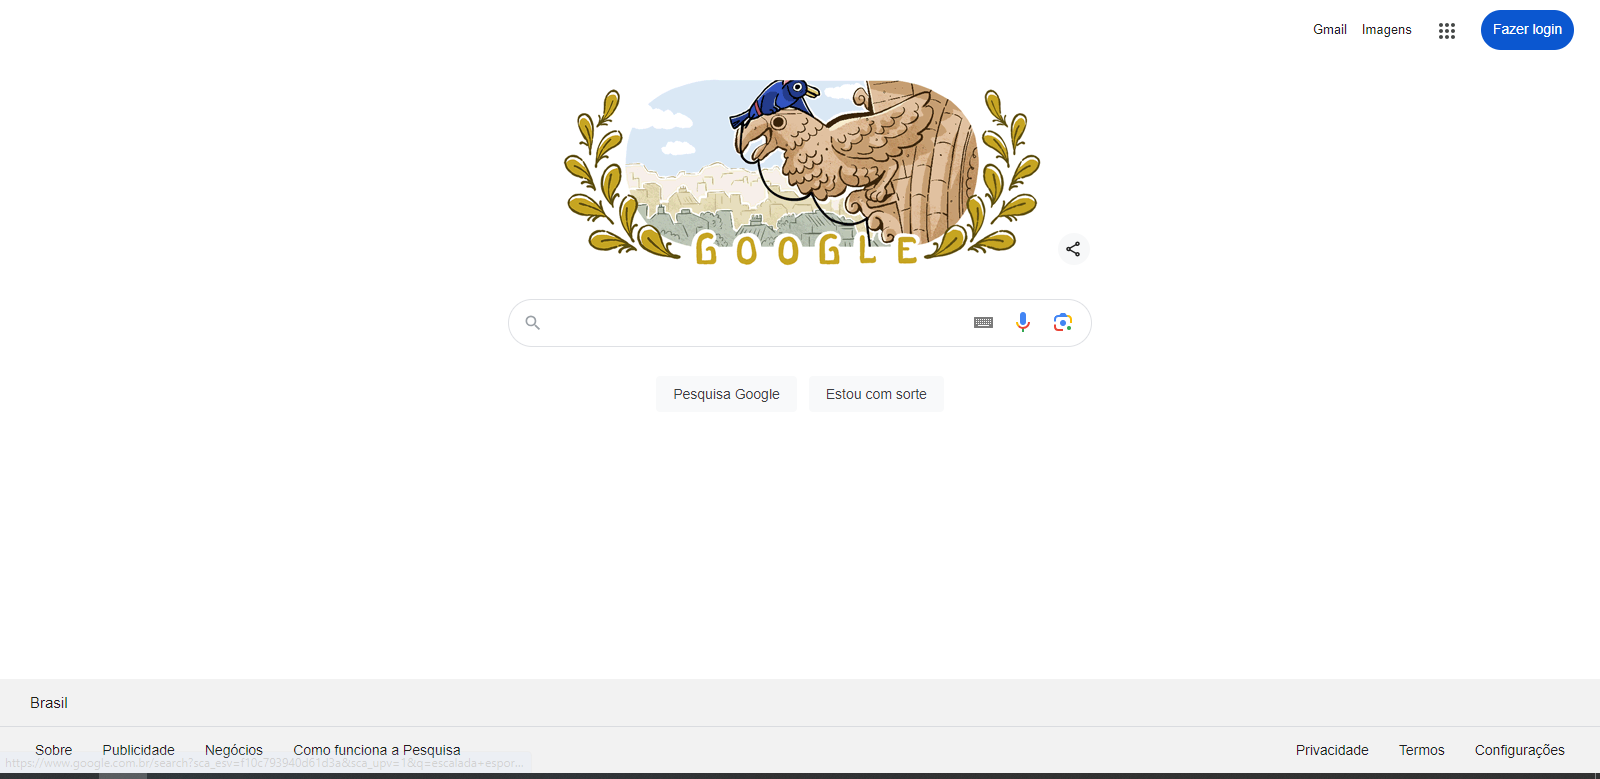 Gmail Imagens Fazer login
GOOGLE
Pesquisa Google Estou com sorte
Brasil
Sobre Publicidade Negócios Como funciona a Pesquisa Privacidade Termos Configurações
https://www.google.com.br/search?sca_esv=f10c793940d61d3a&sca_upv=1&q=escalada+espor...